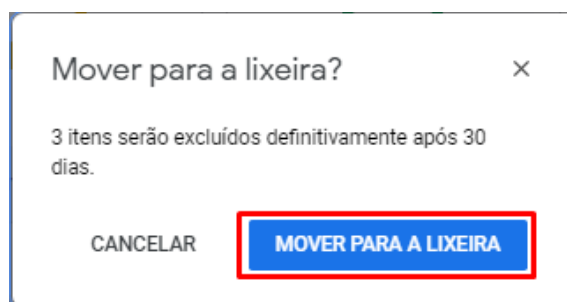 Mover para a lixeira?
3 itens serão excluídos definitivamente após 30
dias.
CANCELAR MOVER PARA A LIXEIRA